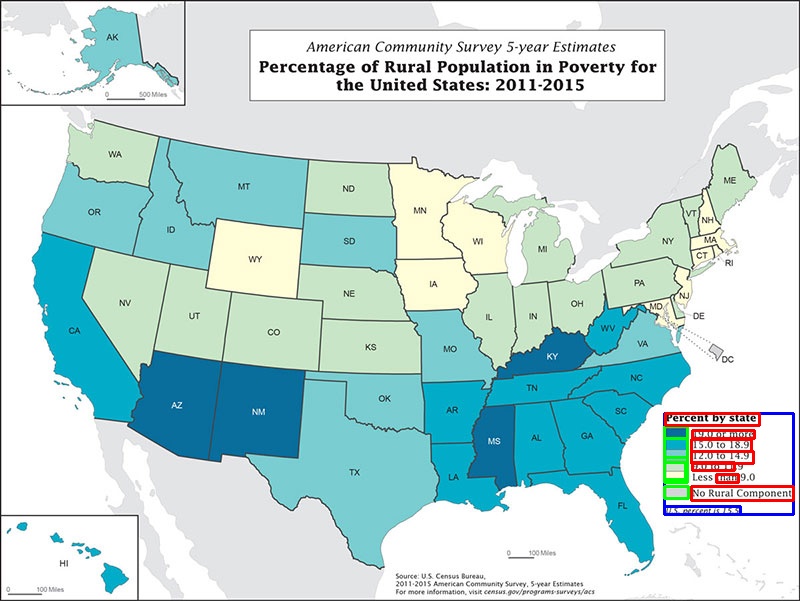 AK
500 Miles
American Community Survey 5-year Estimates
Percentage of Rural Population in Poverty for
the United States: 2011-2015
WA
MT
ND
MN
ME
OR
ID
SD
WI
MI
VT
NH
NY
MA
CT
RI
WY
IA
PA
NJ
NV
UT
NE
IL
IN
OH
MD
DE
CA
CO
KS
MO
KY
WV
VA
DC
AZ
NM
OK
AR
TN
NC
SC
MS
AL
GA
TX
LA
FL
Percent by state
19.0 or more
15.0 to 18.9
12.0 to 14.9
9.0 to 11.9
Less than 9.0
No Rural Component
U.S. percent is 15.9
HI
0 100 Miles
0 100 Miles
Source: U.S. Census Bureau,
2011-2015 American Community Survey, 5-year Estimates
For more information, visit census.gov/programs-surveys/acs